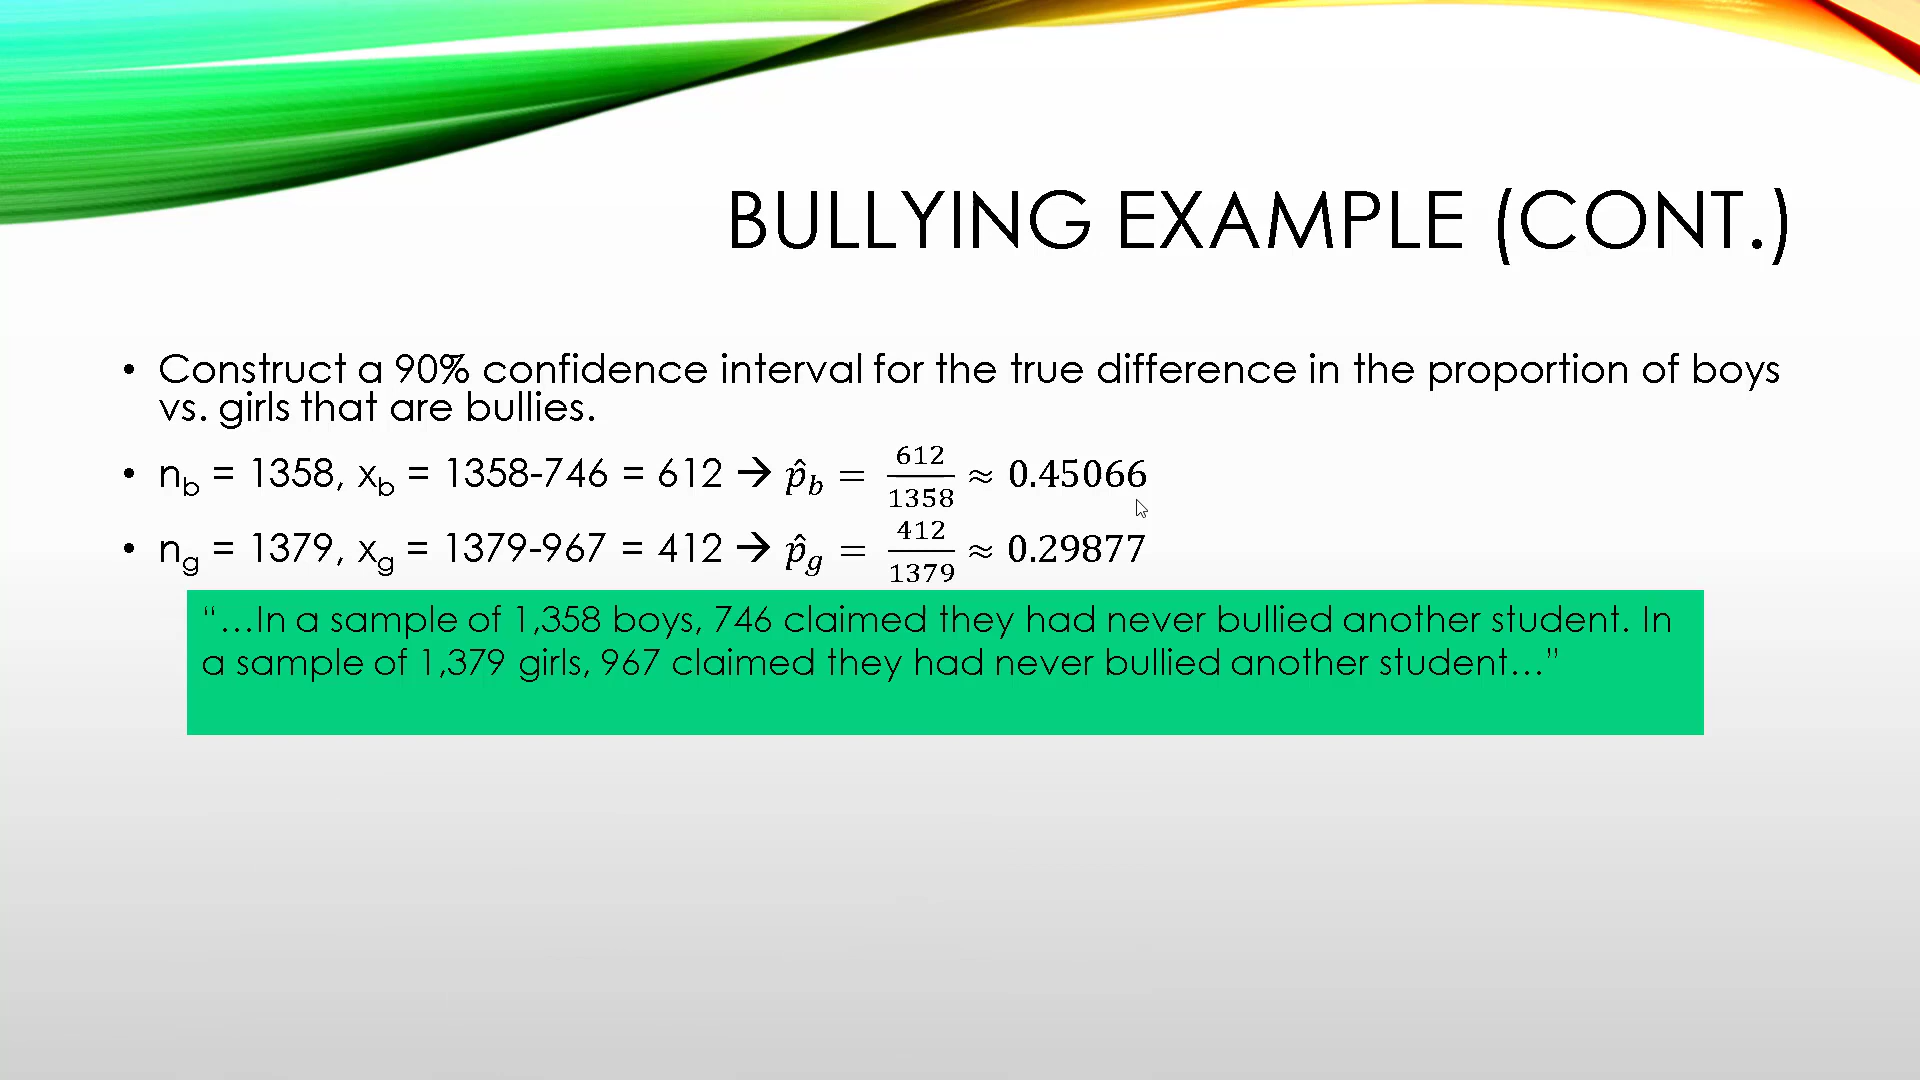 BULLYING EXAMPLE (CONT.)
• Construct a 90% confidence interval for the true difference in the proportion of boys
vs. girls that are bullies.
• n_b = 1358, x_b = 1358-746 = 612 → p̂_b = 612/1358 ≈ 0.45066
• n_g = 1379, x_g = 1379-967 = 412 → p̂_g = 412/1379 ≈ 0.29877
“…In a sample of 1,358 boys, 746 claimed they had never bullied another student. In
a sample of 1,379 girls, 967 claimed they had never bullied another student…”